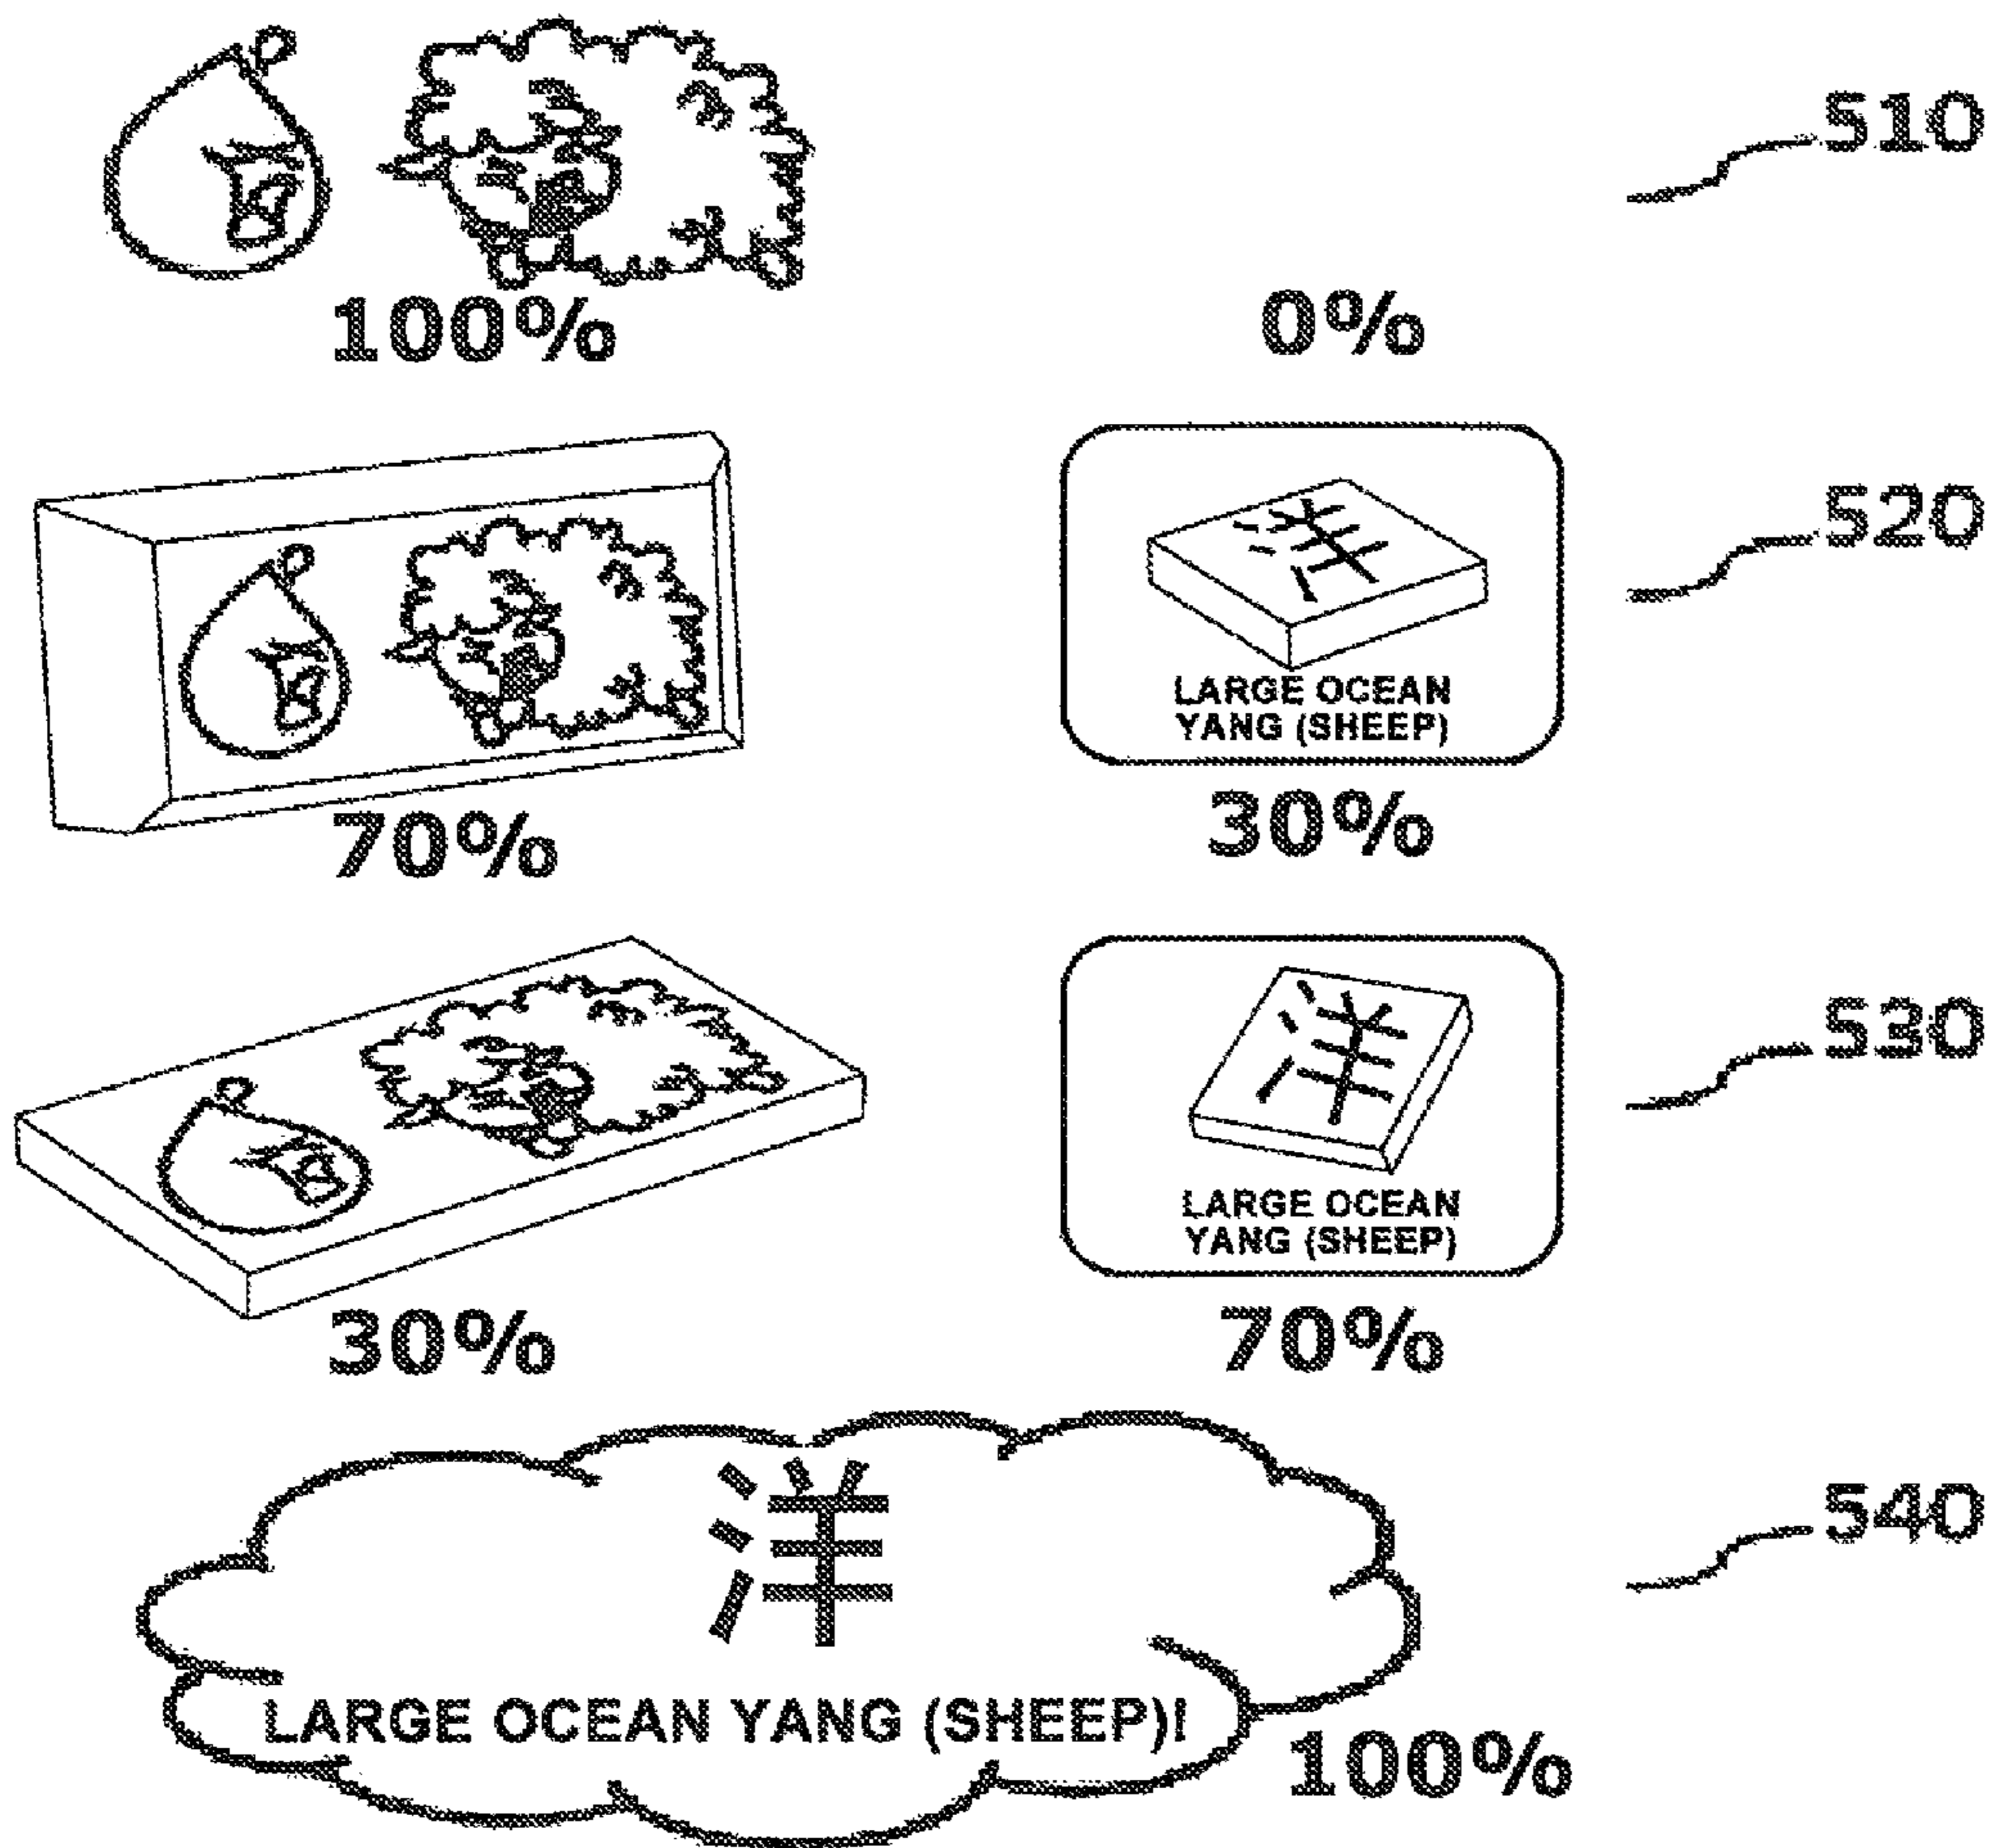 510
100%
0%
520
洋
LARGE OCEAN
YANG (SHEEP)
70%
30%
530
洋
LARGE OCEAN
YANG (SHEEP)
30%
70%
540
洋
LARGE OCEAN YANG (SHEEP)!
100%